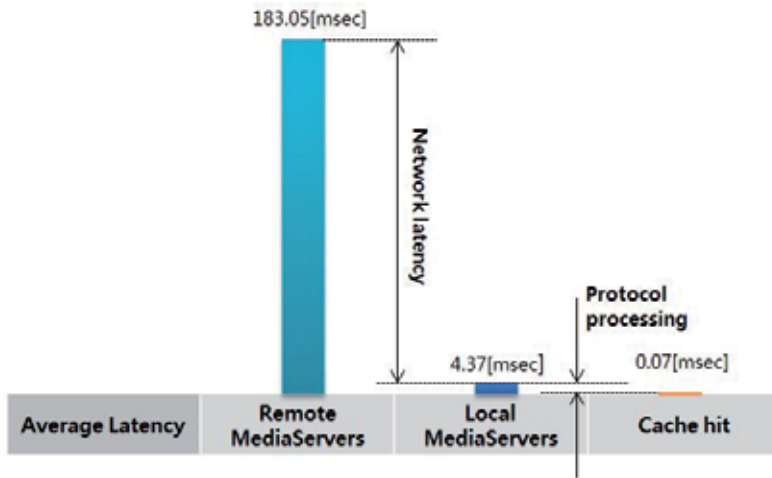 183.05[msec]
Network latency
Protocol
processing
4.37[msec]
0.07[msec]
Average Latency
Remote
MediaServers
Local
MediaServers
Cache hit